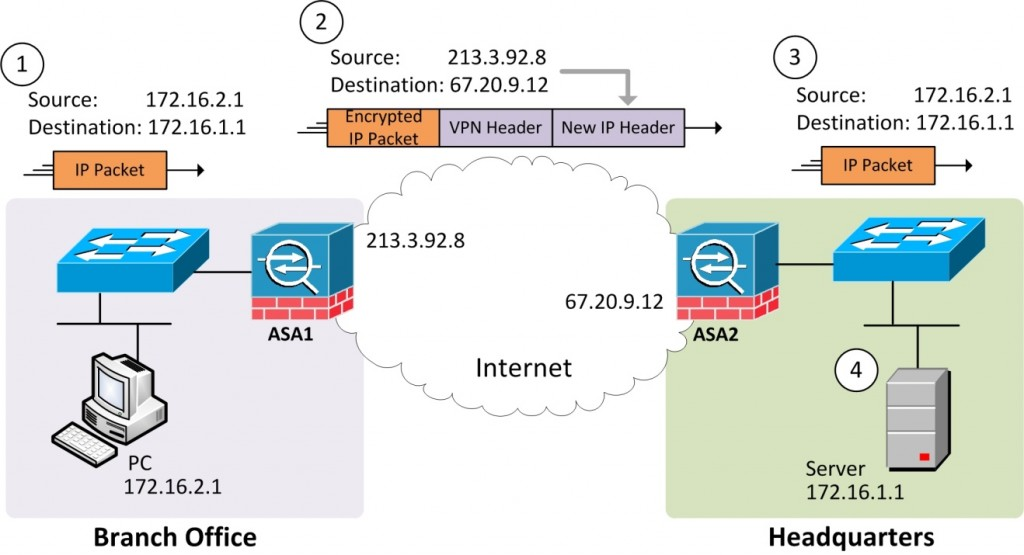 1
Source: 172.16.2.1
Destination: 172.16.1.1
IP Packet
2
Source: 213.3.92.8
Destination: 67.20.9.12
Encrypted
IP Packet
VPN Header
New IP Header
3
Source: 172.16.2.1
Destination: 172.16.1.1
IP Packet
213.3.92.8
ASA1
67.20.9.12
ASA2
Internet
4
PC
172.16.2.1
Server
172.16.1.1
Branch Office
Headquarters